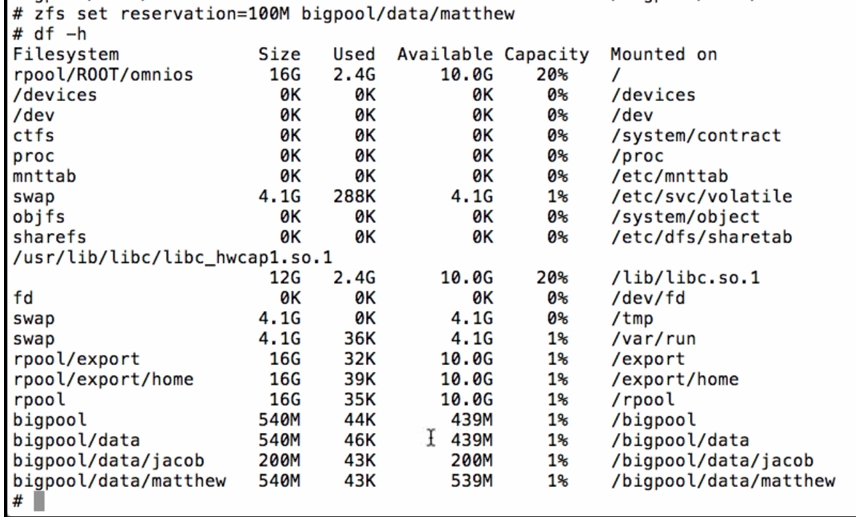 # zfs set reservation=100M bigpool/data/matthew
# df -h
Filesystem Size Used Available Capacity Mounted on
rpool/ROOT/omnios 16G 2.4G 10.0G 20% /
/devices 0K 0K 0K 0% /devices
/dev 0K 0K 0K 0% /dev
ctfs 0K 0K 0K 0% /system/contract
proc 0K 0K 0K 0% /proc
mnttab 0K 0K 0K 0% /etc/mnttab
swap 4.1G 288K 4.1G 1% /etc/svc/volatile
objfs 0K 0K 0K 0% /system/object
sharefs 0K 0K 0K 0% /etc/dfs/sharetab
/usr/lib/libc/libc_hwcap1.so.1
12G 2.4G 10.0G 20% /lib/libc.so.1
fd 0K 0K 0K 0% /dev/fd
swap 4.1G 0K 4.1G 0% /tmp
swap 4.1G 36K 4.1G 1% /var/run
rpool/export 16G 32K 10.0G 1% /export
rpool/export/home 16G 39K 10.0G 1% /export/home
rpool 16G 35K 10.0G 1% /rpool
bigpool 540M 44K 439M 1% /bigpool
bigpool/data 540M 46K 439M 1% /bigpool/data
bigpool/data/jacob 200M 43K 200M 1% /bigpool/data/jacob
bigpool/data/matthew 540M 43K 539M 1% /bigpool/data/matthew
#